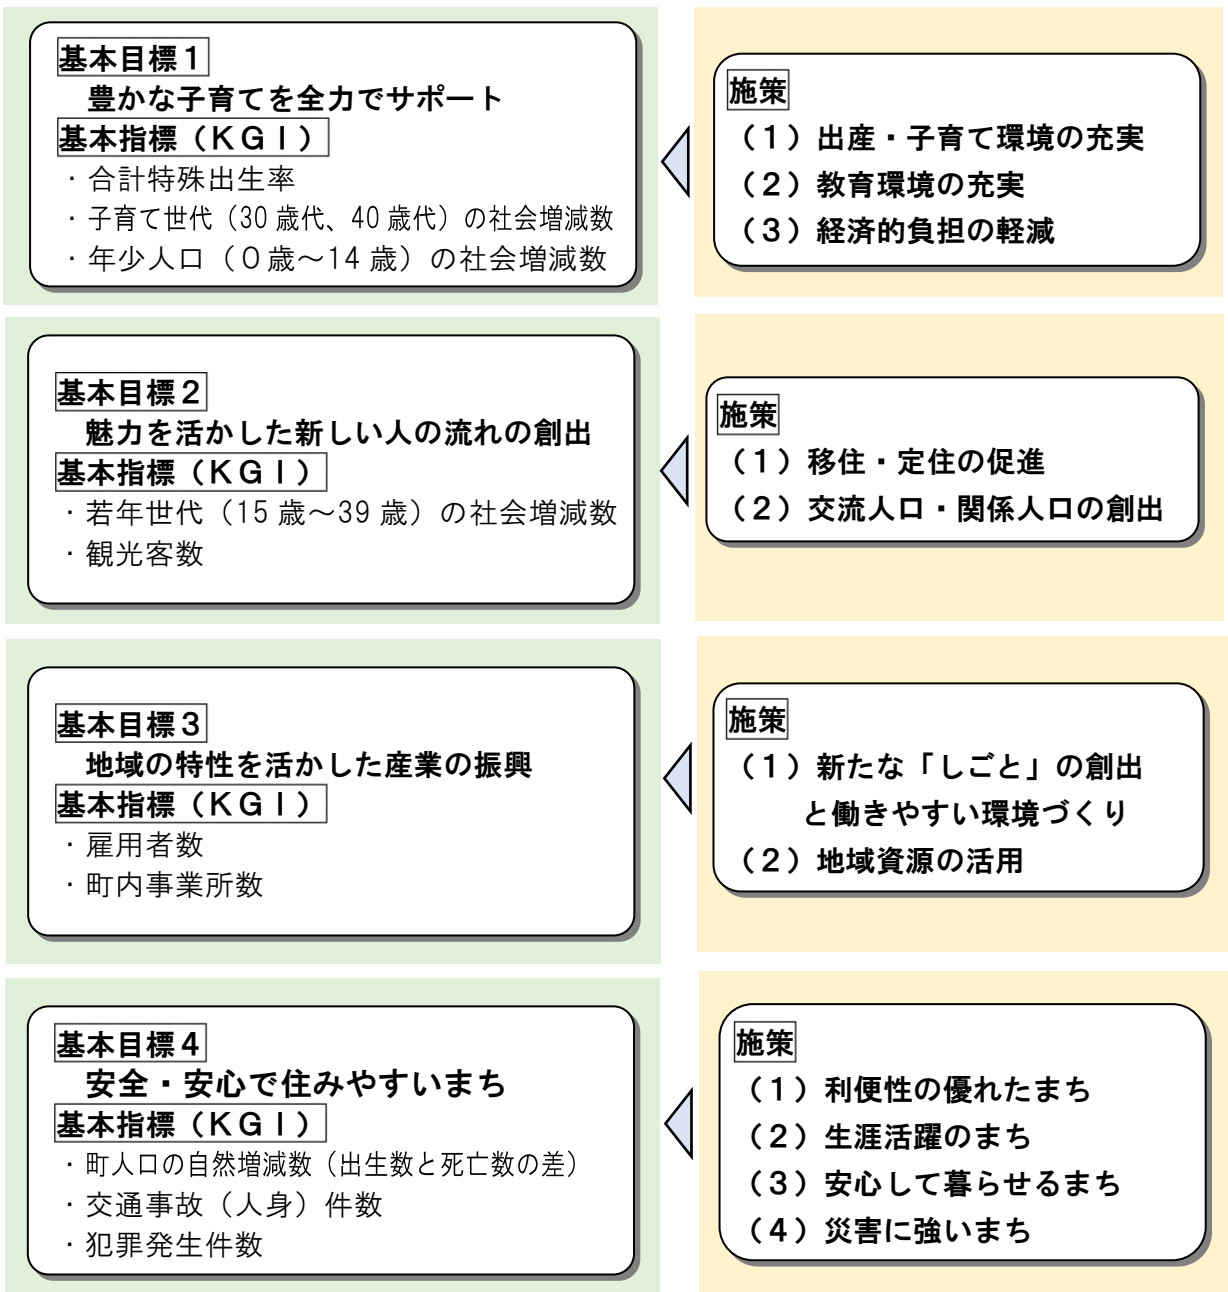 基本目標１
豊かな子育てを全力でサポート
基本指標（ＫＧＩ）
・合計特殊出生率
・子育て世代（30 歳代、40 歳代）の社会増減数
・年少人口（０歳～14 歳）の社会増減数
施策
（１）出産・子育て環境の充実
（２）教育環境の充実
（３）経済的負担の軽減
基本目標２
魅力を活かした新しい人の流れの創出
基本指標（ＫＧＩ）
・若年世代（15 歳～39 歳）の社会増減数
・観光客数
施策
（１）移住・定住の促進
（２）交流人口・関係人口の創出
基本目標３
地域の特性を活かした産業の振興
基本指標（ＫＧＩ）
・雇用者数
・町内事業所数
施策
（１）新たな「しごと」の創出
と働きやすい環境づくり
（２）地域資源の活用
基本目標４
安全・安心で住みやすいまち
基本指標（ＫＧＩ）
・町人口の自然増減数（出生数と死亡数の差）
・交通事故（人身）件数
・犯罪発生件数
施策
（１）利便性の優れたまち
（２）生涯活躍のまち
（３）安心して暮らせるまち
（４）災害に強いまち